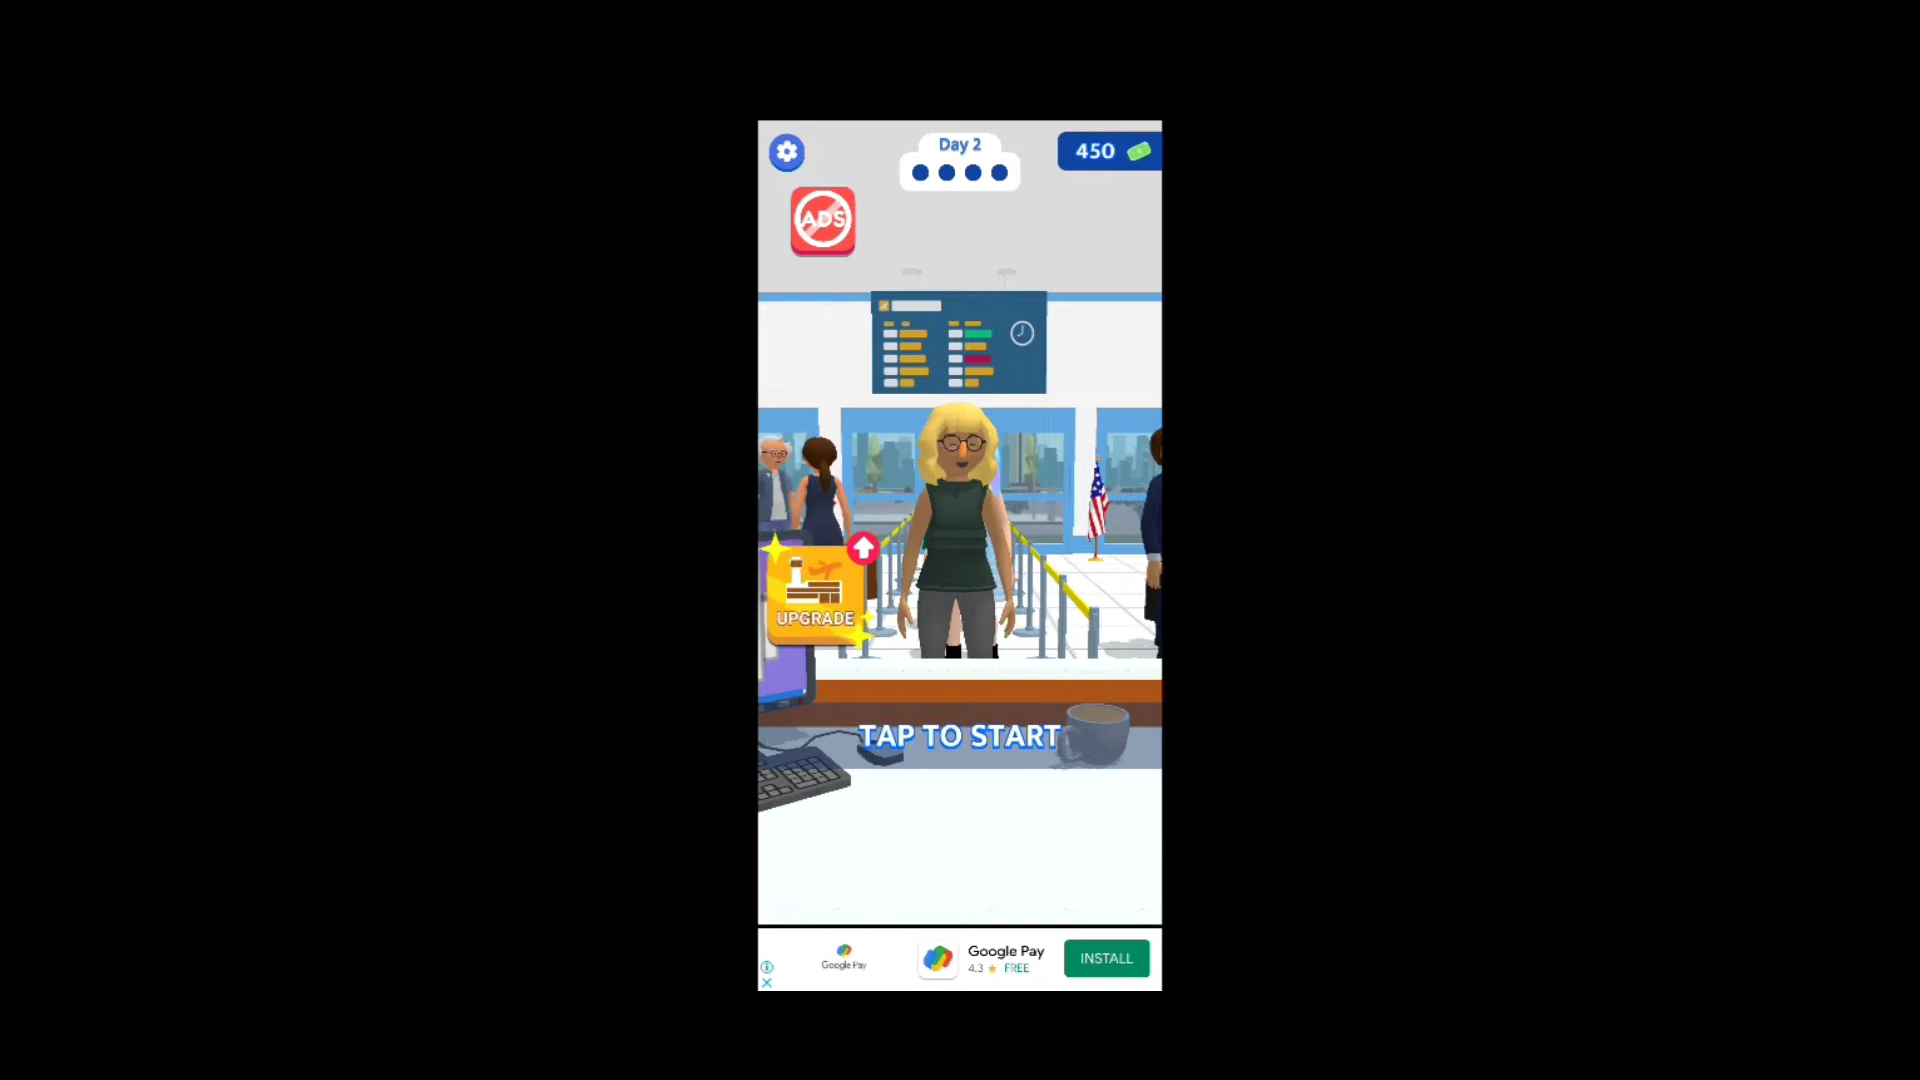 Day 2
450
ADS
UPGRADE
TAP TO START
Google Pay
Google Pay
4.3 ★ FREE
INSTALL